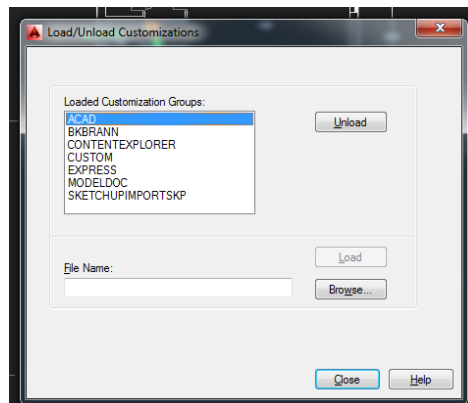 Load/Unload Customizations
Loaded Customization Groups:
ACAD
BKBRANN
CONTENTEXPLORER
CUSTOM
EXPRESS
MODELDOC
SKETCHUPIMPORTSKP
Unload
File Name:
Load
Browse...
Close
Help